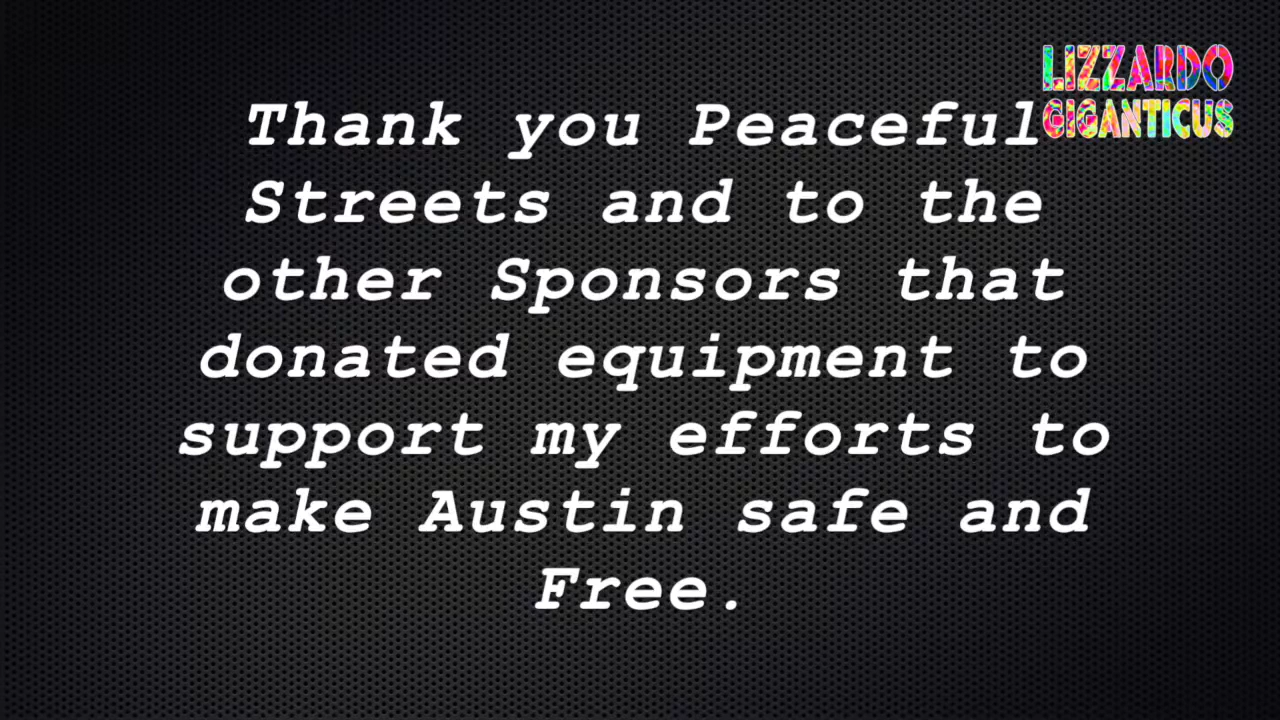 LIZZARDO
GIGANTICUS
Thank you Peaceful
Streets and to the
other Sponsors that
donated equipment to
support my efforts to
make Austin safe and
Free.